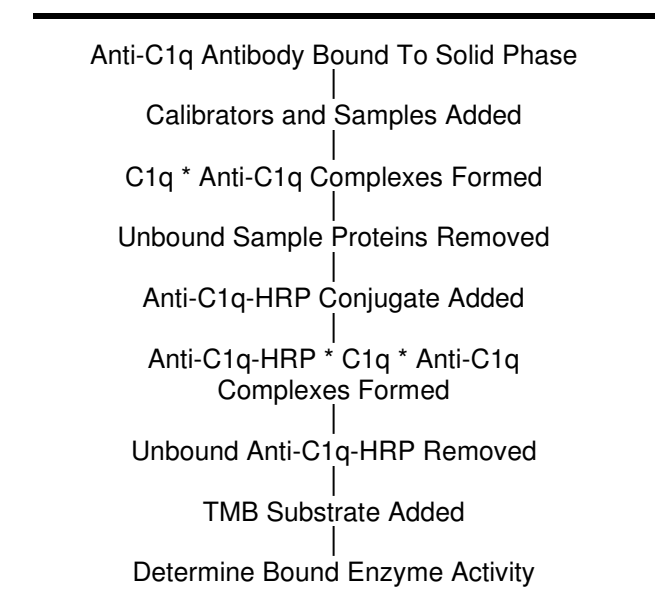 Anti-C1q Antibody Bound To Solid Phase
Calibrators and Samples Added
C1q * Anti-C1q Complexes Formed
Unbound Sample Proteins Removed
Anti-C1q-HRP Conjugate Added
Anti-C1q-HRP * C1q * Anti-C1q
Complexes Formed
Unbound Anti-C1q-HRP Removed
TMB Substrate Added
Determine Bound Enzyme Activity